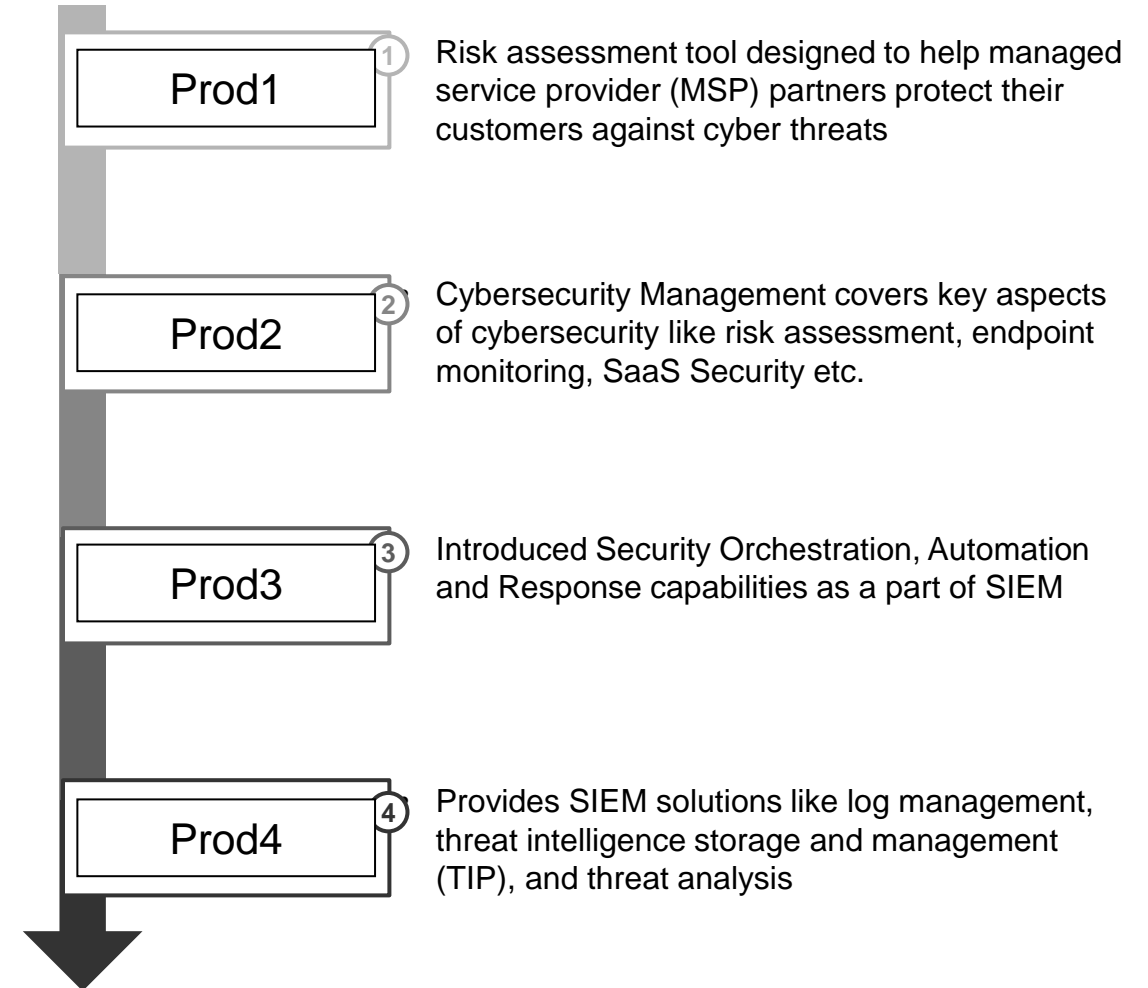 Prod1
1
Risk assessment tool designed to help managed
service provider (MSP) partners protect their
customers against cyber threats
Prod2
2
Cybersecurity Management covers key aspects
of cybersecurity like risk assessment, endpoint
monitoring, SaaS Security etc.
Prod3
3
Introduced Security Orchestration, Automation
and Response capabilities as a part of SIEM
Prod4
4
Provides SIEM solutions like log management,
threat intelligence storage and management
(TIP), and threat analysis